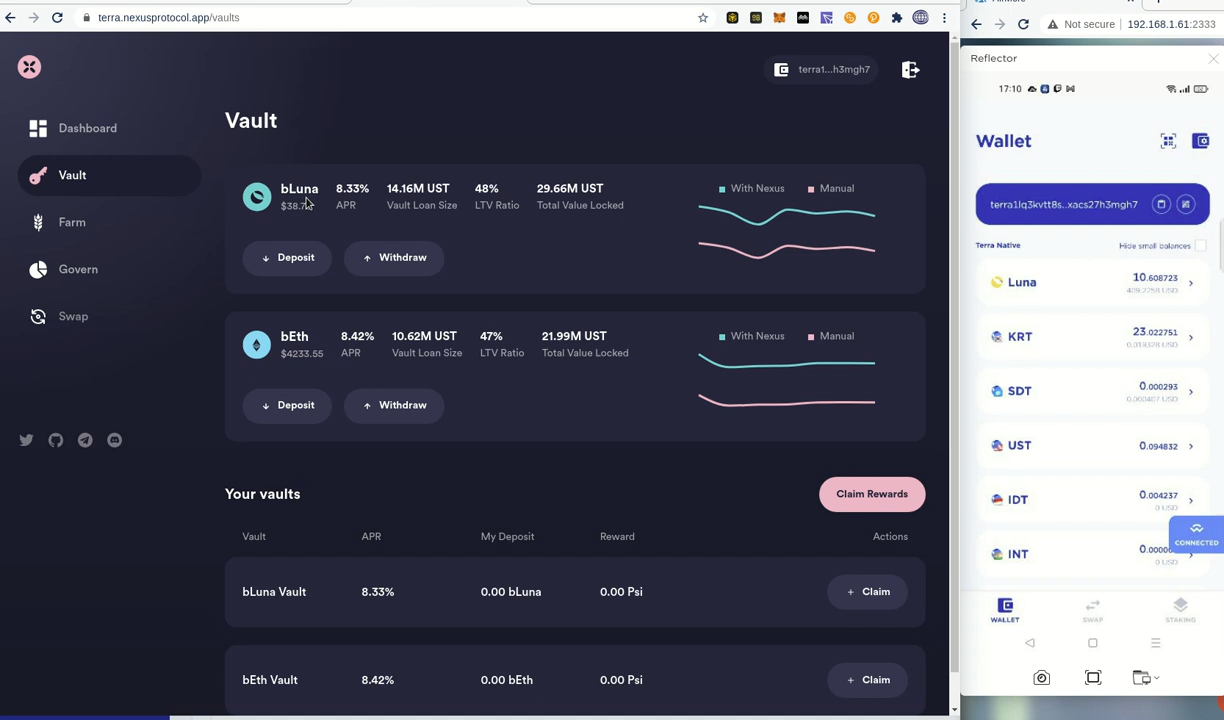 terra.nexusprotocol.app/vaults
terra1...h3mgh7
Dashboard
Vault
Farm
Govern
Swap
Vault
bLuna
8.33%
APR
14.16M UST
Vault Loan Size
48%
LTV Ratio
29.66M UST
Total Value Locked
With Nexus
Manual
Deposit
Withdraw
bEth
$4233.55
8.42%
APR
10.62M UST
Vault Loan Size
47%
LTV Ratio
21.99M UST
Total Value Locked
With Nexus
Manual
Deposit
Withdraw
Your vaults
Claim Rewards
Vault APR My Deposit Reward Actions
bLuna Vault 8.33% 0.00 bLuna 0.00 Psi + Claim
bEth Vault 8.42% 0.00 bEth 0.00 Psi + Claim
Not secure 192.168.1.61:2333
Reflector
17:10
Wallet
terra1lq3kvtt8s...xacs27h3mgh7
Terra Native Hide small balances
Luna 10.608723
409.2258 USD
KRT 23.022751
SDT 0.000293
0.000407 USD
UST 0.094832
IDT 0.004237
0 USD
CONNECTED
INT
0 USD
WALLET SWAP STAKING